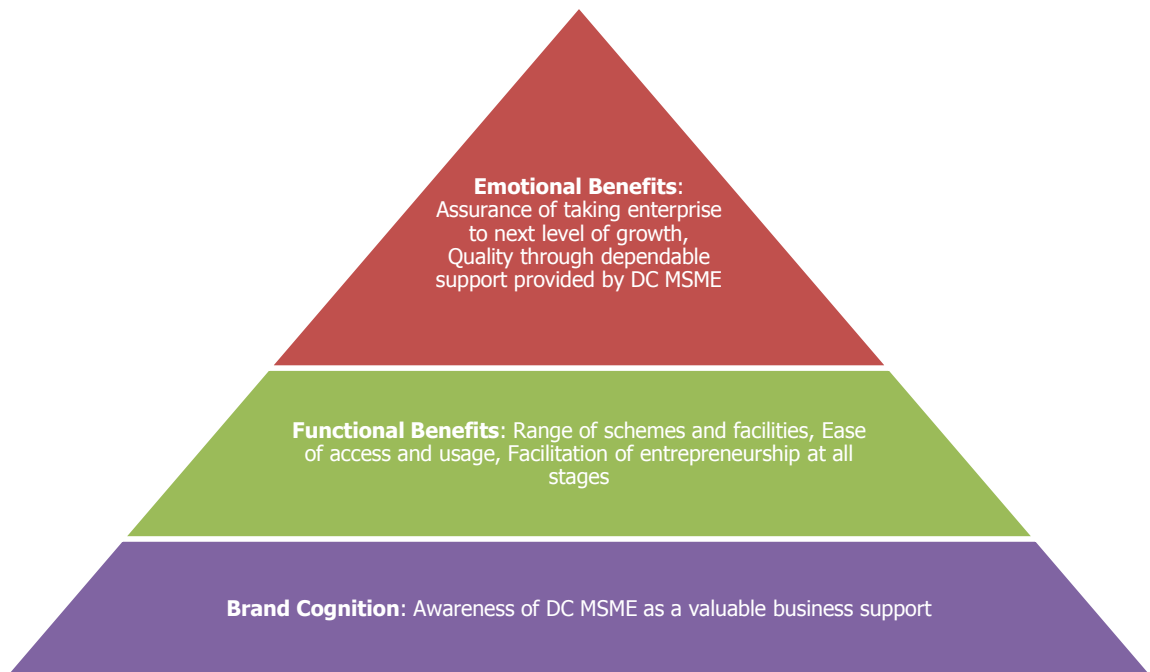 Emotional Benefits:
Assurance of taking enterprise
to next level of growth,
Quality through dependable
support provided by DC MSME
Functional Benefits: Range of schemes and facilities, Ease
of access and usage, Facilitation of entrepreneurship at all
stages
Brand Cognition: Awareness of DC MSME as a valuable business support